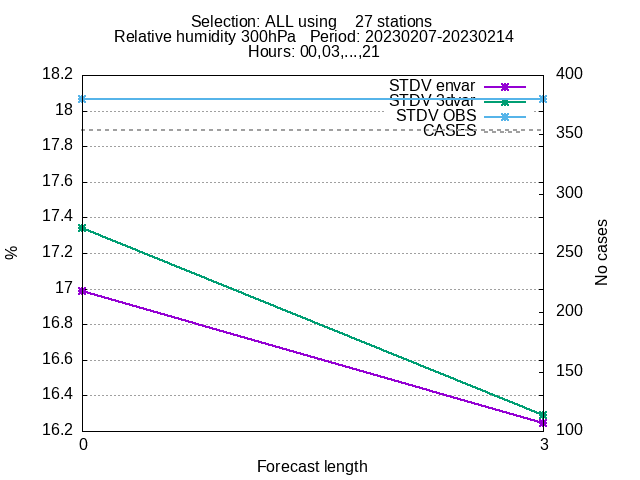 Selection: ALL using 27 stations
Relative humidity 300hPa Period: 20230207-20230214
Hours: 00,03,...,21
18.2
18
17.8
17.6
17.4
17.2
17
16.8
16.6
16.4
16.2
%
STDV envar
STDV 3dvar
STDV OBS
CASES
400
350
300
250
200
150
100
No cases
0
3
Forecast length